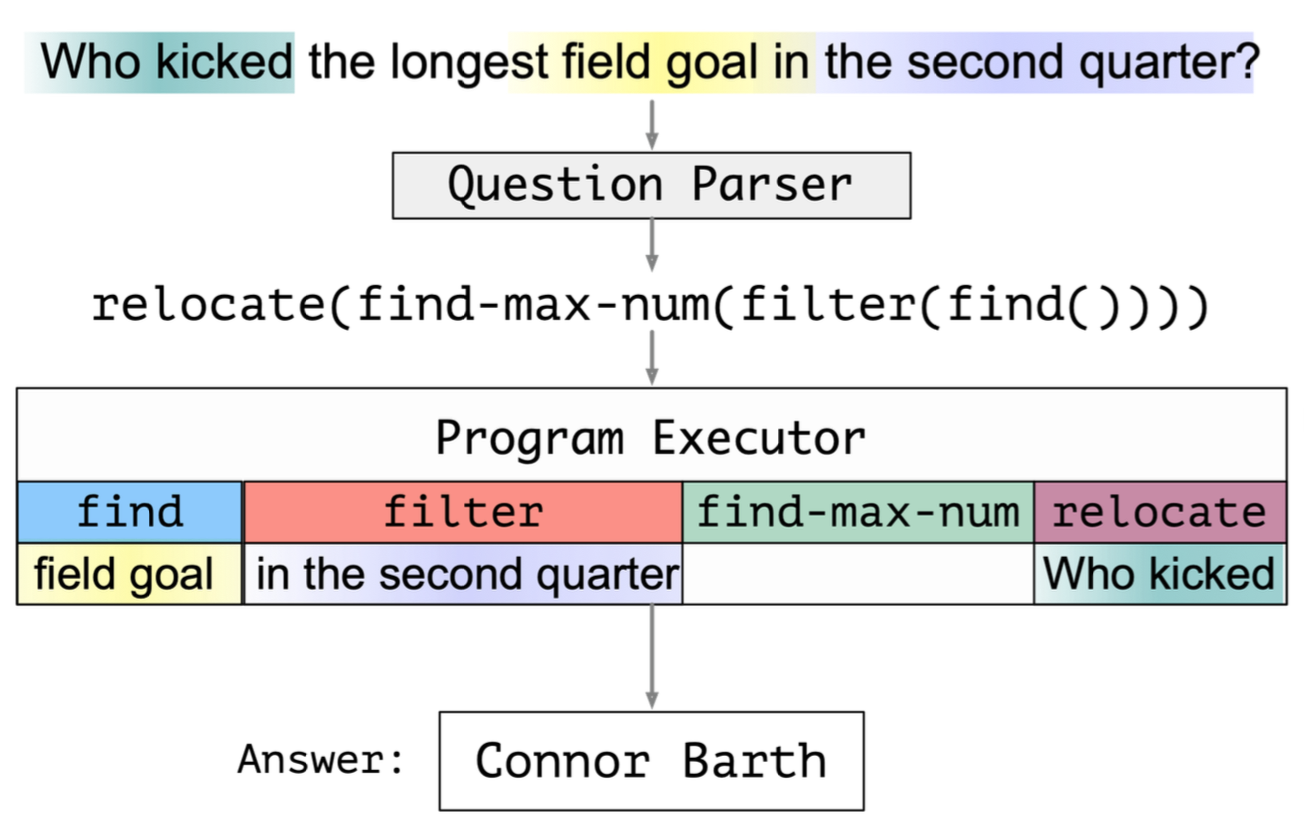 Who kicked the longest field goal in the second quarter?
Question Parser
relocate(find-max-num(filter(find())))
Program Executor
find filter find-max-num relocate
field goal in the second quarter Who kicked
Answer: Connor Barth